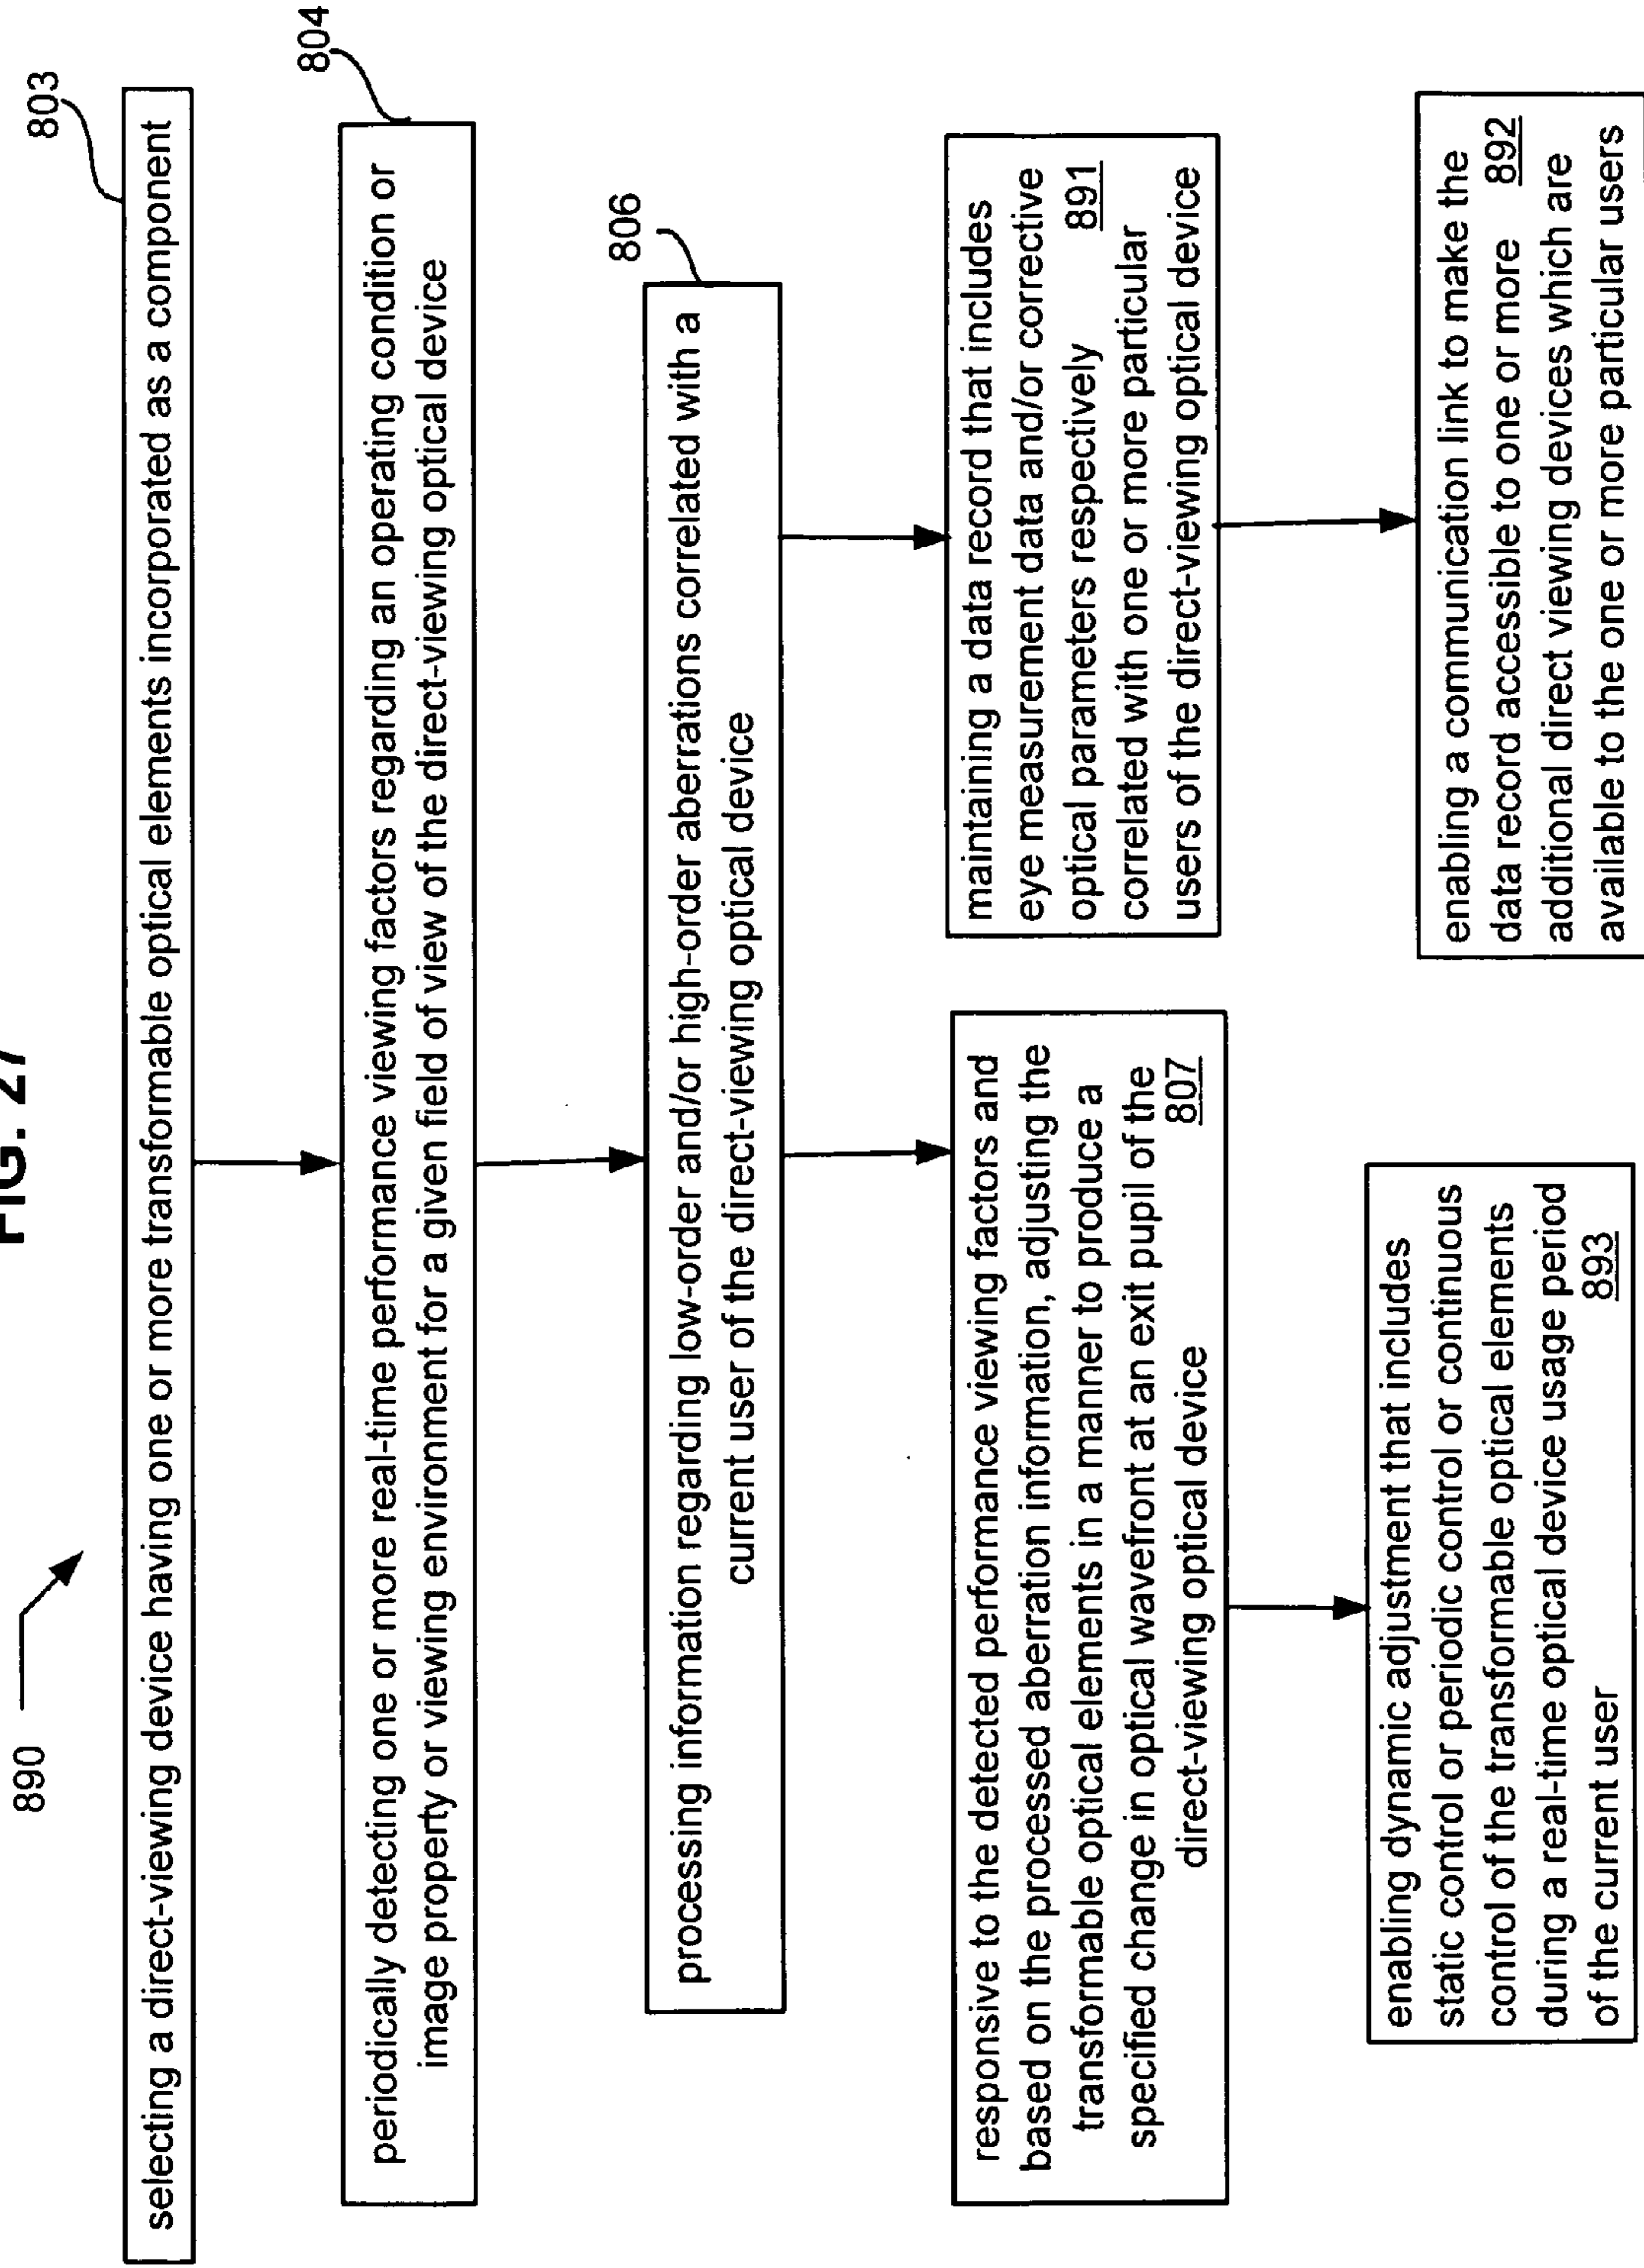 FIG. 27
890
803
selecting a direct-viewing device having one or more transformable optical elements incorporated as a component
804
periodically detecting one or more real-time performance viewing factors regarding an operating condition or
image property or viewing environment for a given field of view of the direct-viewing optical device
806
processing information regarding low-order and/or high-order aberrations correlated with a
current user of the direct-viewing optical device
responsive to the detected performance viewing factors and
based on the processed aberration information, adjusting the
transformable optical elements in a manner to produce a
specified change in optical wavefront at an exit pupil of the
direct-viewing optical device 807
maintaining a data record that includes
eye measurement data and/or corrective
optical parameters respectively 891
correlated with one or more particular
users of the direct-viewing optical device
enabling dynamic adjustment that includes
static control or periodic control or continuous
control of the transformable optical elements
during a real-time optical device usage period
of the current user 893
enabling a communication link to make the
data record accessible to one or more 892
additional direct viewing devices which are
available to the one or more particular users